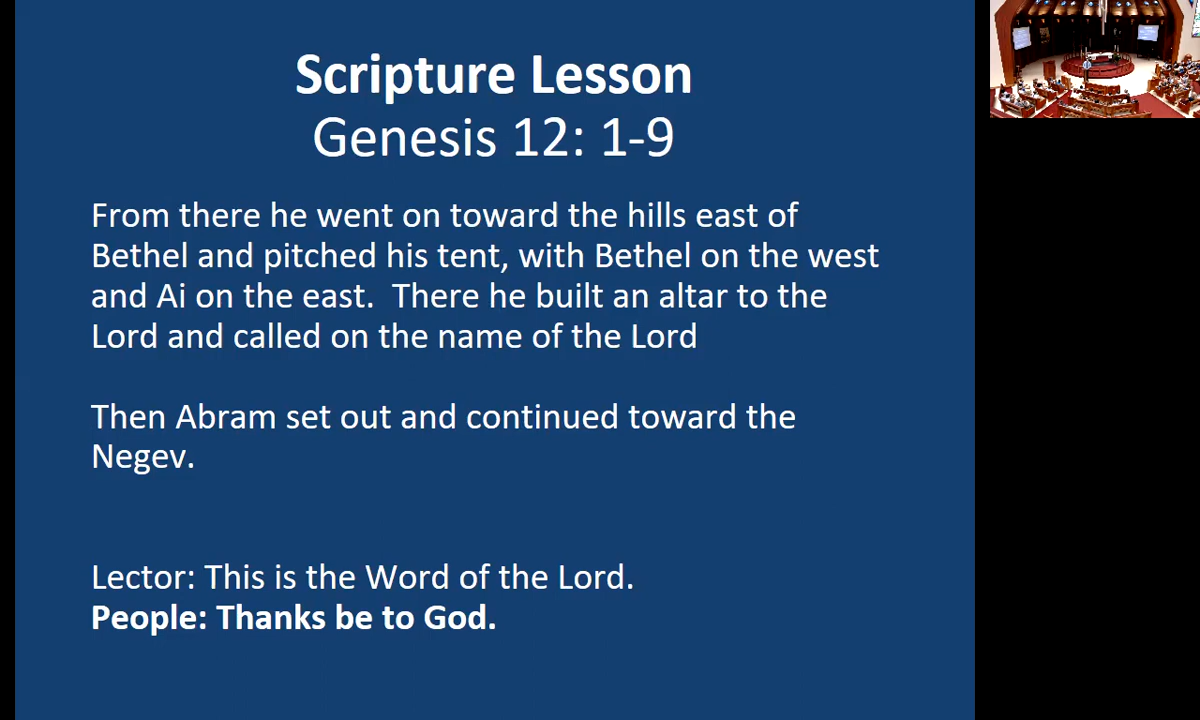 Scripture Lesson
Genesis 12: 1-9
From there he went on toward the hills east of
Bethel and pitched his tent, with Bethel on the west
and Ai on the east.  There he built an altar to the
Lord and called on the name of the Lord
Then Abram set out and continued toward the
Negev.
Lector: This is the Word of the Lord.
People: Thanks be to God.